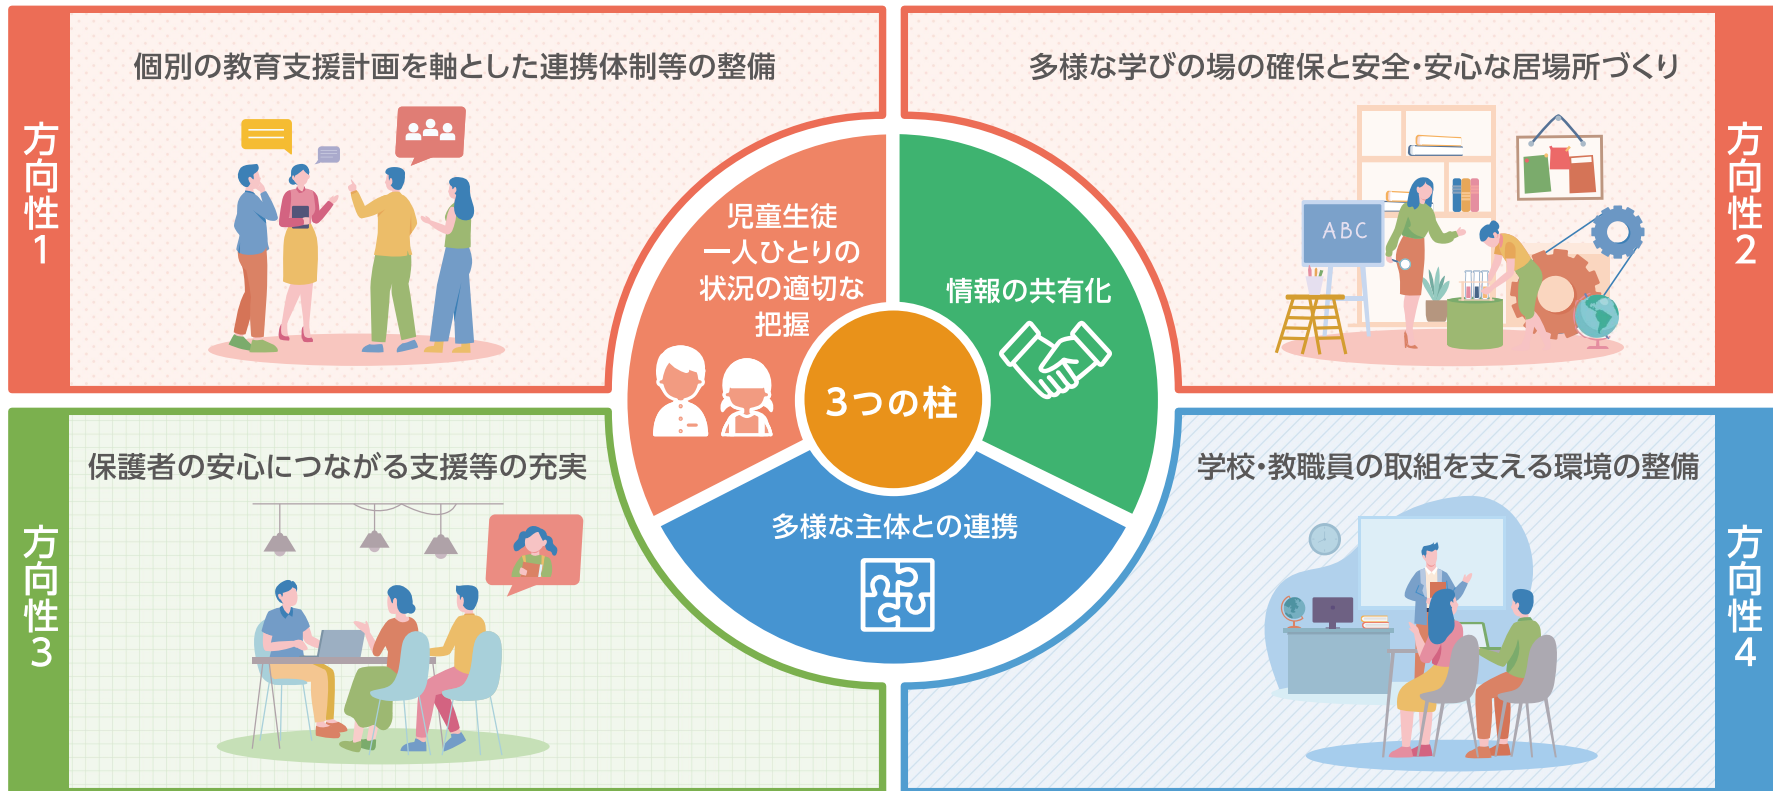 方向性1
個別の教育支援計画を軸とした連携体制等の整備
方向性2
多様な学びの場の確保と安全・安心な居場所づくり
ABC
児童生徒
一人ひとりの
状況の適切な
把握
情報の共有化
3つの柱
多様な主体との連携
方向性3
保護者の安心につながる支援等の充実
方向性4
学校・教職員の取組を支える環境の整備